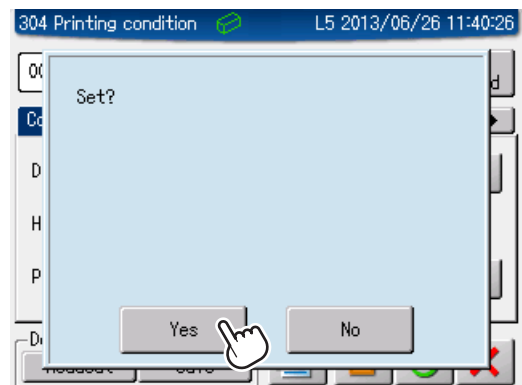 304 Printing condition L5 2013/06/26 11:40:26
Set?
D
H
P
Yes No